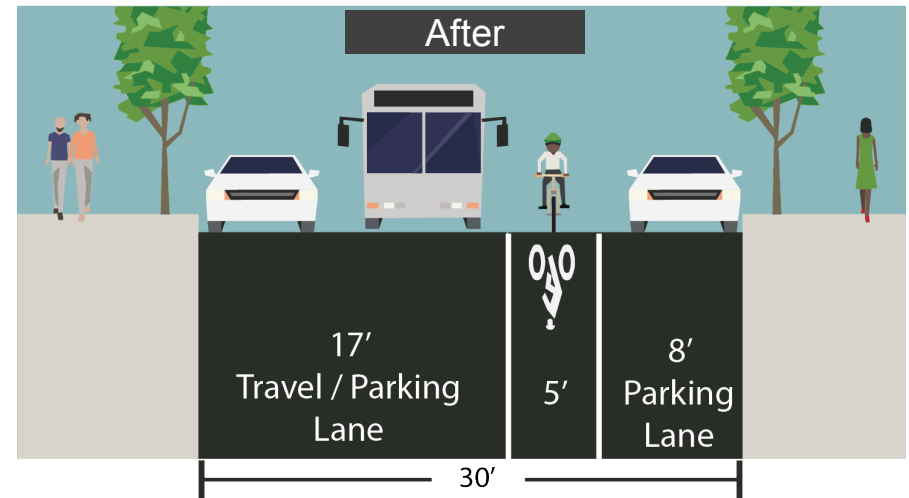 After
17’
Travel / Parking
Lane
5’
8’
Parking
Lane
30’